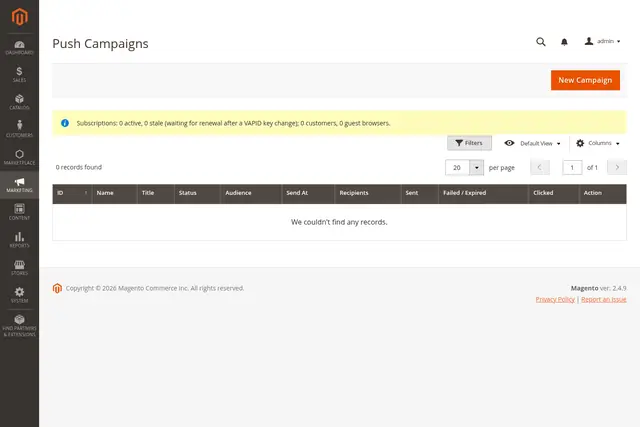 Push Campaigns
admin
New Campaign
Subscriptions: 0 active, 0 stale (waiting for renewal after a VAPID key change); 0 customers, 0 guest browsers.
Filters
Default View
Columns
0 records found
20
per page
1
of 1
ID
Name
Title
Status
Audience
Send At
Recipients
Sent
Failed / Expired
Clicked
Action
We couldn't find any records.
DASHBOARD
SALES
CATALOG
CUSTOMERS
MARKETPLACE
MARKETING
CONTENT
REPORTS
STORES
SYSTEM
FIND PARTNERS
& EXTENSIONS
Copyright © 2026 Magento Commerce Inc. All rights reserved.
Magento ver. 2.4.9
Privacy Policy | Report an Issue